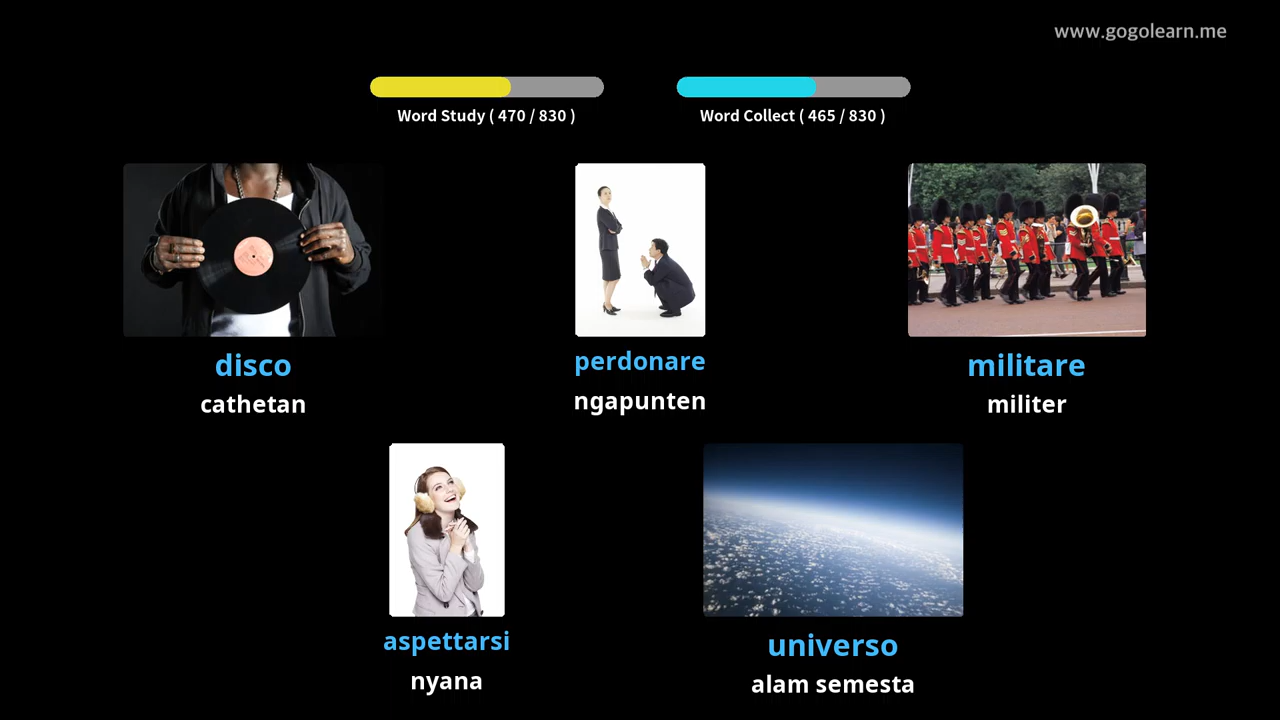 www.gogolearn.me
Word Study ( 470 / 830 )
Word Collect ( 465 / 830 )
disco
cathetan
perdonare
ngapunten
militare
militer
aspettarsi
nyana
universo
alam semesta